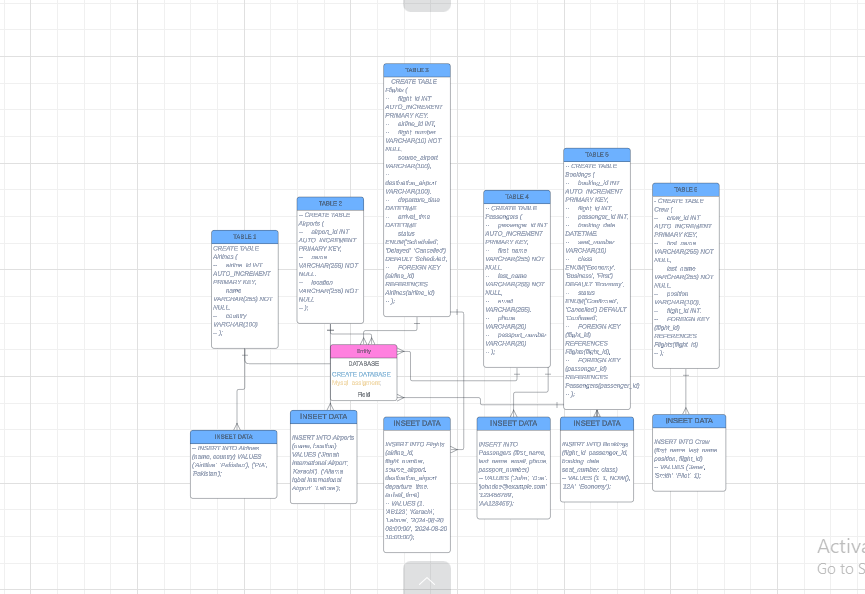 TABLE 3
CREATE TABLE
Flights (
-- flight_id INT
AUTO_INCREMENT
PRIMARY KEY,
-- airline_id INT,
-- flight_number
VARCHAR(10) NOT
NULL,
-- source_airport
VARCHAR(100),
--
destination_airport
VARCHAR(100),
-- departure_time
DATETIME
-- arrival_time
DATETIME
-- status
ENUM('Scheduled',
'Delayed' 'Cancelled')
DEFAULT 'Scheduled',
-- FOREIGN KEY
(airline_id)
REFERENCES
Airlines(airline_id)
-- );
TABLE 5
-- CREATE TABLE
Bookings (
-- booking_id INT
AUTO_INCREMENT
PRIMARY KEY,
-- flight_id INT,
-- passenger_id INT,
-- booking_date
DATETIME,
-- seat_number
VARCHAR(10)
-- class
ENUM('Economy',
'Business', 'First')
DEFAULT 'Economy',
-- status
ENUM('Confirmed',
'Cancelled') DEFAULT
'Confirmed',
-- FOREIGN KEY
(flight_id)
REFERENCES
Flights(flight_id),
-- FOREIGN KEY
(passenger_id)
REFERENCES
Passengers(passenger_id)
-- );
TABLE 6
- CREATE TABLE
Crew (
-- crew_id INT
AUTO_INCREMENT
PRIMARY KEY,
-- first_name
VARCHAR(255) NOT
NULL,
last_name
VARCHAR(255) NOT
NULL
-- position
VARCHAR(100),
-- flight_id INT,
-- FOREIGN KEY
(flight_id)
REFERENCES
Flights(flight_id)
-- );
TABLE 4
-- CREATE TABLE
Passengers (
-- passenger_id INT
AUTO_INCREMENT
PRIMARY KEY,
-- first_name
VARCHAR(255) NOT
NULL,
-- last_name
VARCHAR(255) NOT
NULL,
-- email
VARCHAR(255),
-- phone
VARCHAR(20)
-- passport_number
VARCHAR(20)
-- );
TABLE 2
-- CREATE TABLE
Airports (
-- airport_id INT
AUTO_INCREMENT
PRIMARY KEY,
-- name
VARCHAR(255) NOT
NULL,
-- location
VARCHAR(255) NOT
NULL
-- );
TABLE 1
CREATE TABLE
Airlines (
-- airline_id INT
AUTO_INCREMENT
PRIMARY KEY,
name
VARCHAR(255) NOT
NULL,
-- country
VARCHAR(100)
-- );
Entity
DATABASE
CREATE DATABASE
Mysql assigment
Field
INSEET DATA
-- INSERT INTO Airlines
(name, country) VALUES
('Airblue' 'Pakistan'), ('PIA',
'Pakistan');
INSEET DATA
INSERT INTO Airports
(name, location)
VALUES ('Jinnah
International Airport',
'Karachi') ('Allama
Iqbal International
Airport' 'Lahore');
INSEET DATA
INSERT INTO Flights
(airline_id,
flight_number,
source_airport,
destination_airport
departure_time,
arrival_time)
-- VALUES (1,
'AB123', 'Karachi',
'Lahore', '2024-08-20
08:00:00', '2024-08-20
10:00:00');
INSEET DATA
INSERT INTO
Passengers (first_name,
last_name email, phone
passport_number)
-- VALUES ('John' 'Doe',
'johndoe@example.com'
'123456789',
'AA123456');
INSEET DATA
INSERT INTO Bookings
(flight_id passenger_id,
booking_date
seat_number, class)
-- VALUES (1, 1, NOW(),
'12A' 'Economy');
INSEET DATA
INSERT INTO Crew
(first_name last_name
position, flight_id)
-- VALUES ('Jane',
'Smith' 'Pilot' 1);
Activa
Go to S